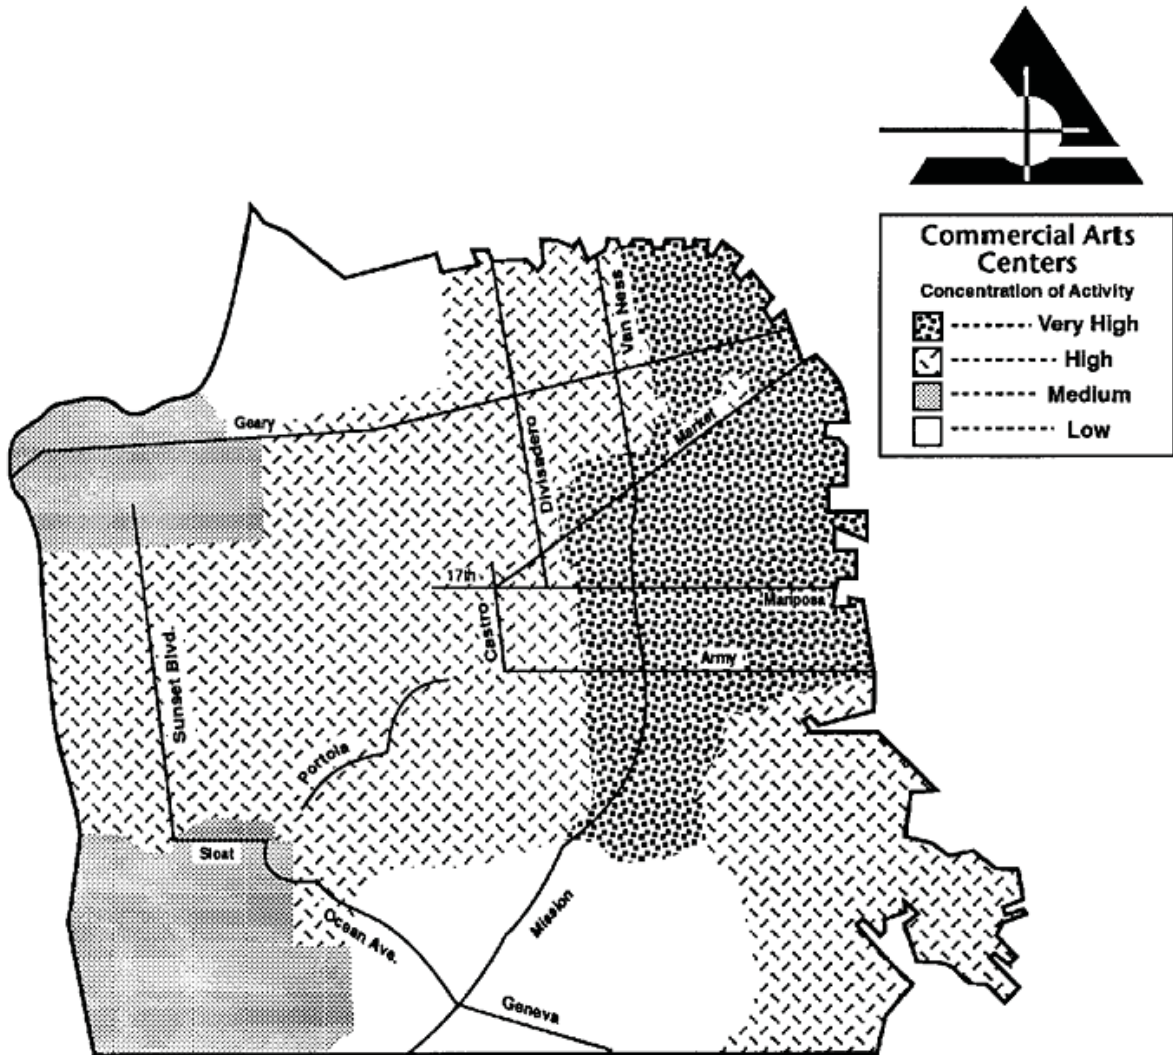 Commercial Arts
Centers
Concentration of Activity
Very High
High
Medium
Low
Van Ness
Geary
Market
Divisadero
17th
Mariposa
Castro
Army
Sunset Blvd.
Portola
Sloat
Ocean Ave.
Mission
Geneva